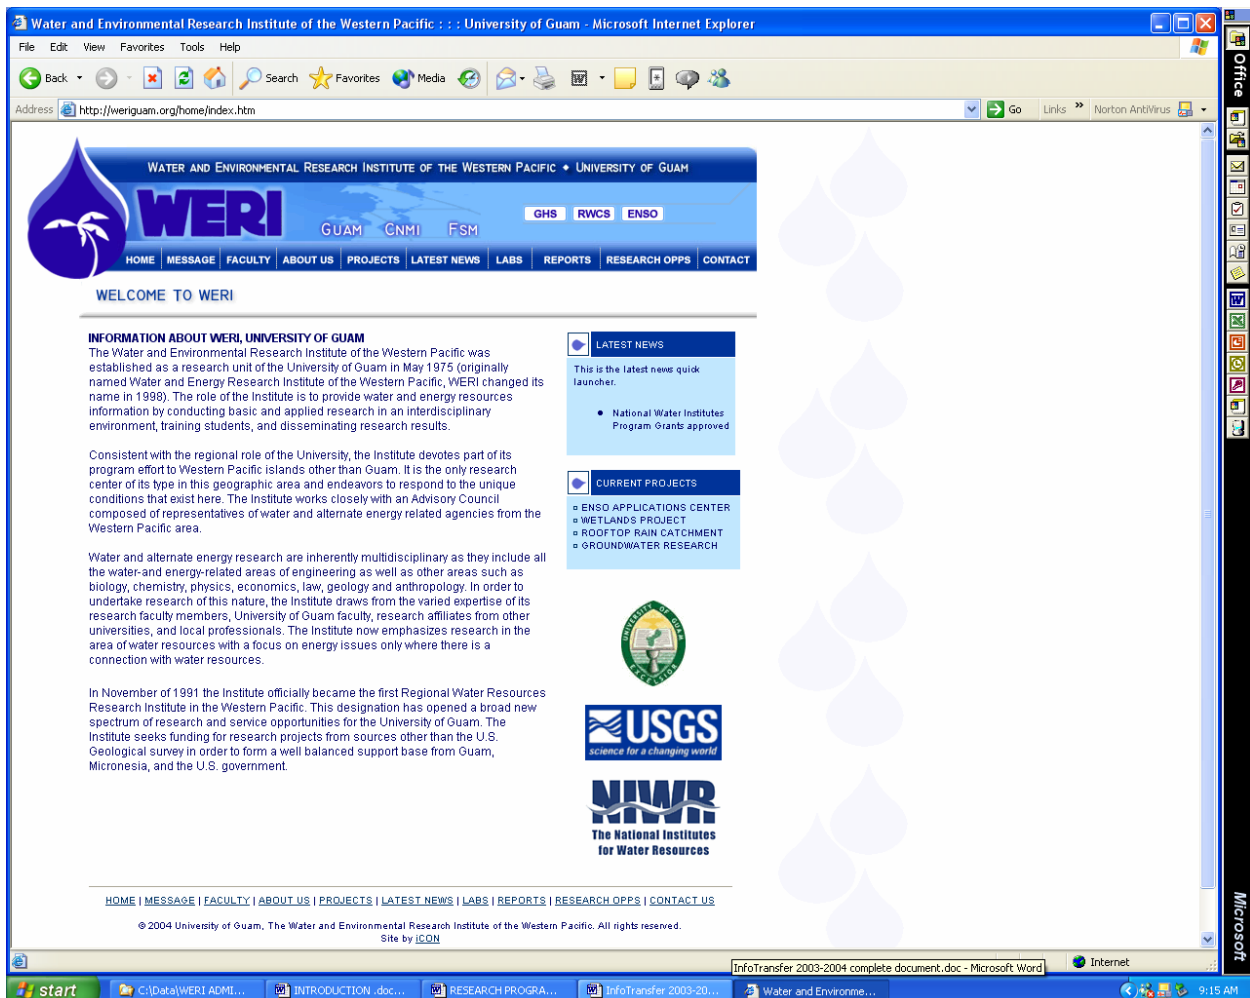 Water and Environmental Research Institute of the Western Pacific : : : University of Guam - Microsoft Internet Explorer
File Edit View Favorites Tools Help
Back Search Favorites Media
Address http://weriguam.org/home/index.htm Go Links » Norton AntiVirus
Office
WATER AND ENVIRONMENTAL RESEARCH INSTITUTE OF THE WESTERN PACIFIC ◆ UNIVERSITY OF GUAM
WERI
GUAM CNMI FSM
GHS RWCS ENSO
HOME MESSAGE FACULTY ABOUT US PROJECTS LATEST NEWS LABS REPORTS RESEARCH OPPS CONTACT
WELCOME TO WERI
INFORMATION ABOUT WERI, UNIVERSITY OF GUAM
The Water and Environmental Research Institute of the Western Pacific was
established as a research unit of the University of Guam in May 1975 (originally
named Water and Energy Research Institute of the Western Pacific, WERI changed its
name in 1998). The role of the Institute is to provide water and energy resources
information by conducting basic and applied research in an interdisciplinary
environment, training students, and disseminating research results.
Consistent with the regional role of the University, the Institute devotes part of its
program effort to Western Pacific islands other than Guam. It is the only research
center of its type in this geographic area and endeavors to respond to the unique
conditions that exist here. The Institute works closely with an Advisory Council
composed of representatives of water and alternate energy related agencies from the
Western Pacific area.
Water and alternate energy research are inherently multidisciplinary as they include all
the water-and energy-related areas of engineering as well as other areas such as
biology, chemistry, physics, economics, law, geology and anthropology. In order to
undertake research of this nature, the Institute draws from the varied expertise of its
research faculty members, University of Guam faculty, research affiliates from other
universities, and local professionals. The Institute now emphasizes research in the
area of water resources with a focus on energy issues only where there is a
connection with water resources.
In November of 1991 the Institute officially became the first Regional Water Resources
Research Institute in the Western Pacific. This designation has opened a broad new
spectrum of research and service opportunities for the University of Guam. The
Institute seeks funding for research projects from sources other than the U.S.
Geological survey in order to form a well balanced support base from Guam,
Micronesia, and the U.S. government.
LATEST NEWS
This is the latest news quick
launcher.
• National Water Institutes
Program Grants approved
CURRENT PROJECTS
ENSO APPLICATIONS CENTER
WETLANDS PROJECT
ROOFTOP RAIN CATCHMENT
GROUNDWATER RESEARCH
UNIVERSITY OF GUAM
EXCELSIOR
USGS
science for a changing world
NIWR
The National Institutes
for Water Resources
HOME | MESSAGE | FACULTY | ABOUT US | PROJECTS | LATEST NEWS | LABS | REPORTS | RESEARCH OPPS | CONTACT US
© 2004 University of Guam, The Water and Environmental Research Institute of the Western Pacific. All rights reserved.
Site by iCON
Microsoft
Internet
InfoTransfer 2003-2004 complete document.doc - Microsoft Word
start C:\Data\WERI ADMI... INTRODUCTION .doc... RESEARCH PROGRA... InfoTransfer 2003-20... Water and Environme... 9:15 AM